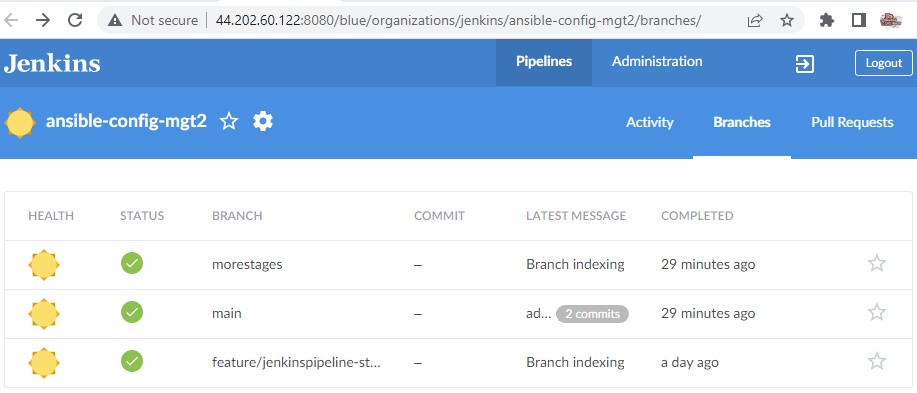 Not secure 44.202.60.122:8080/blue/organizations/jenkins/ansible-config-mgt2/branches/
Jenkins Pipelines Administration Logout
ansible-config-mgt2 Activity Branches Pull Requests
HEALTH STATUS BRANCH COMMIT LATEST MESSAGE COMPLETED
morestages – Branch indexing 29 minutes ago
main – ad... 2 commits 29 minutes ago
feature/jenkinspipeline-st... – Branch indexing a day ago